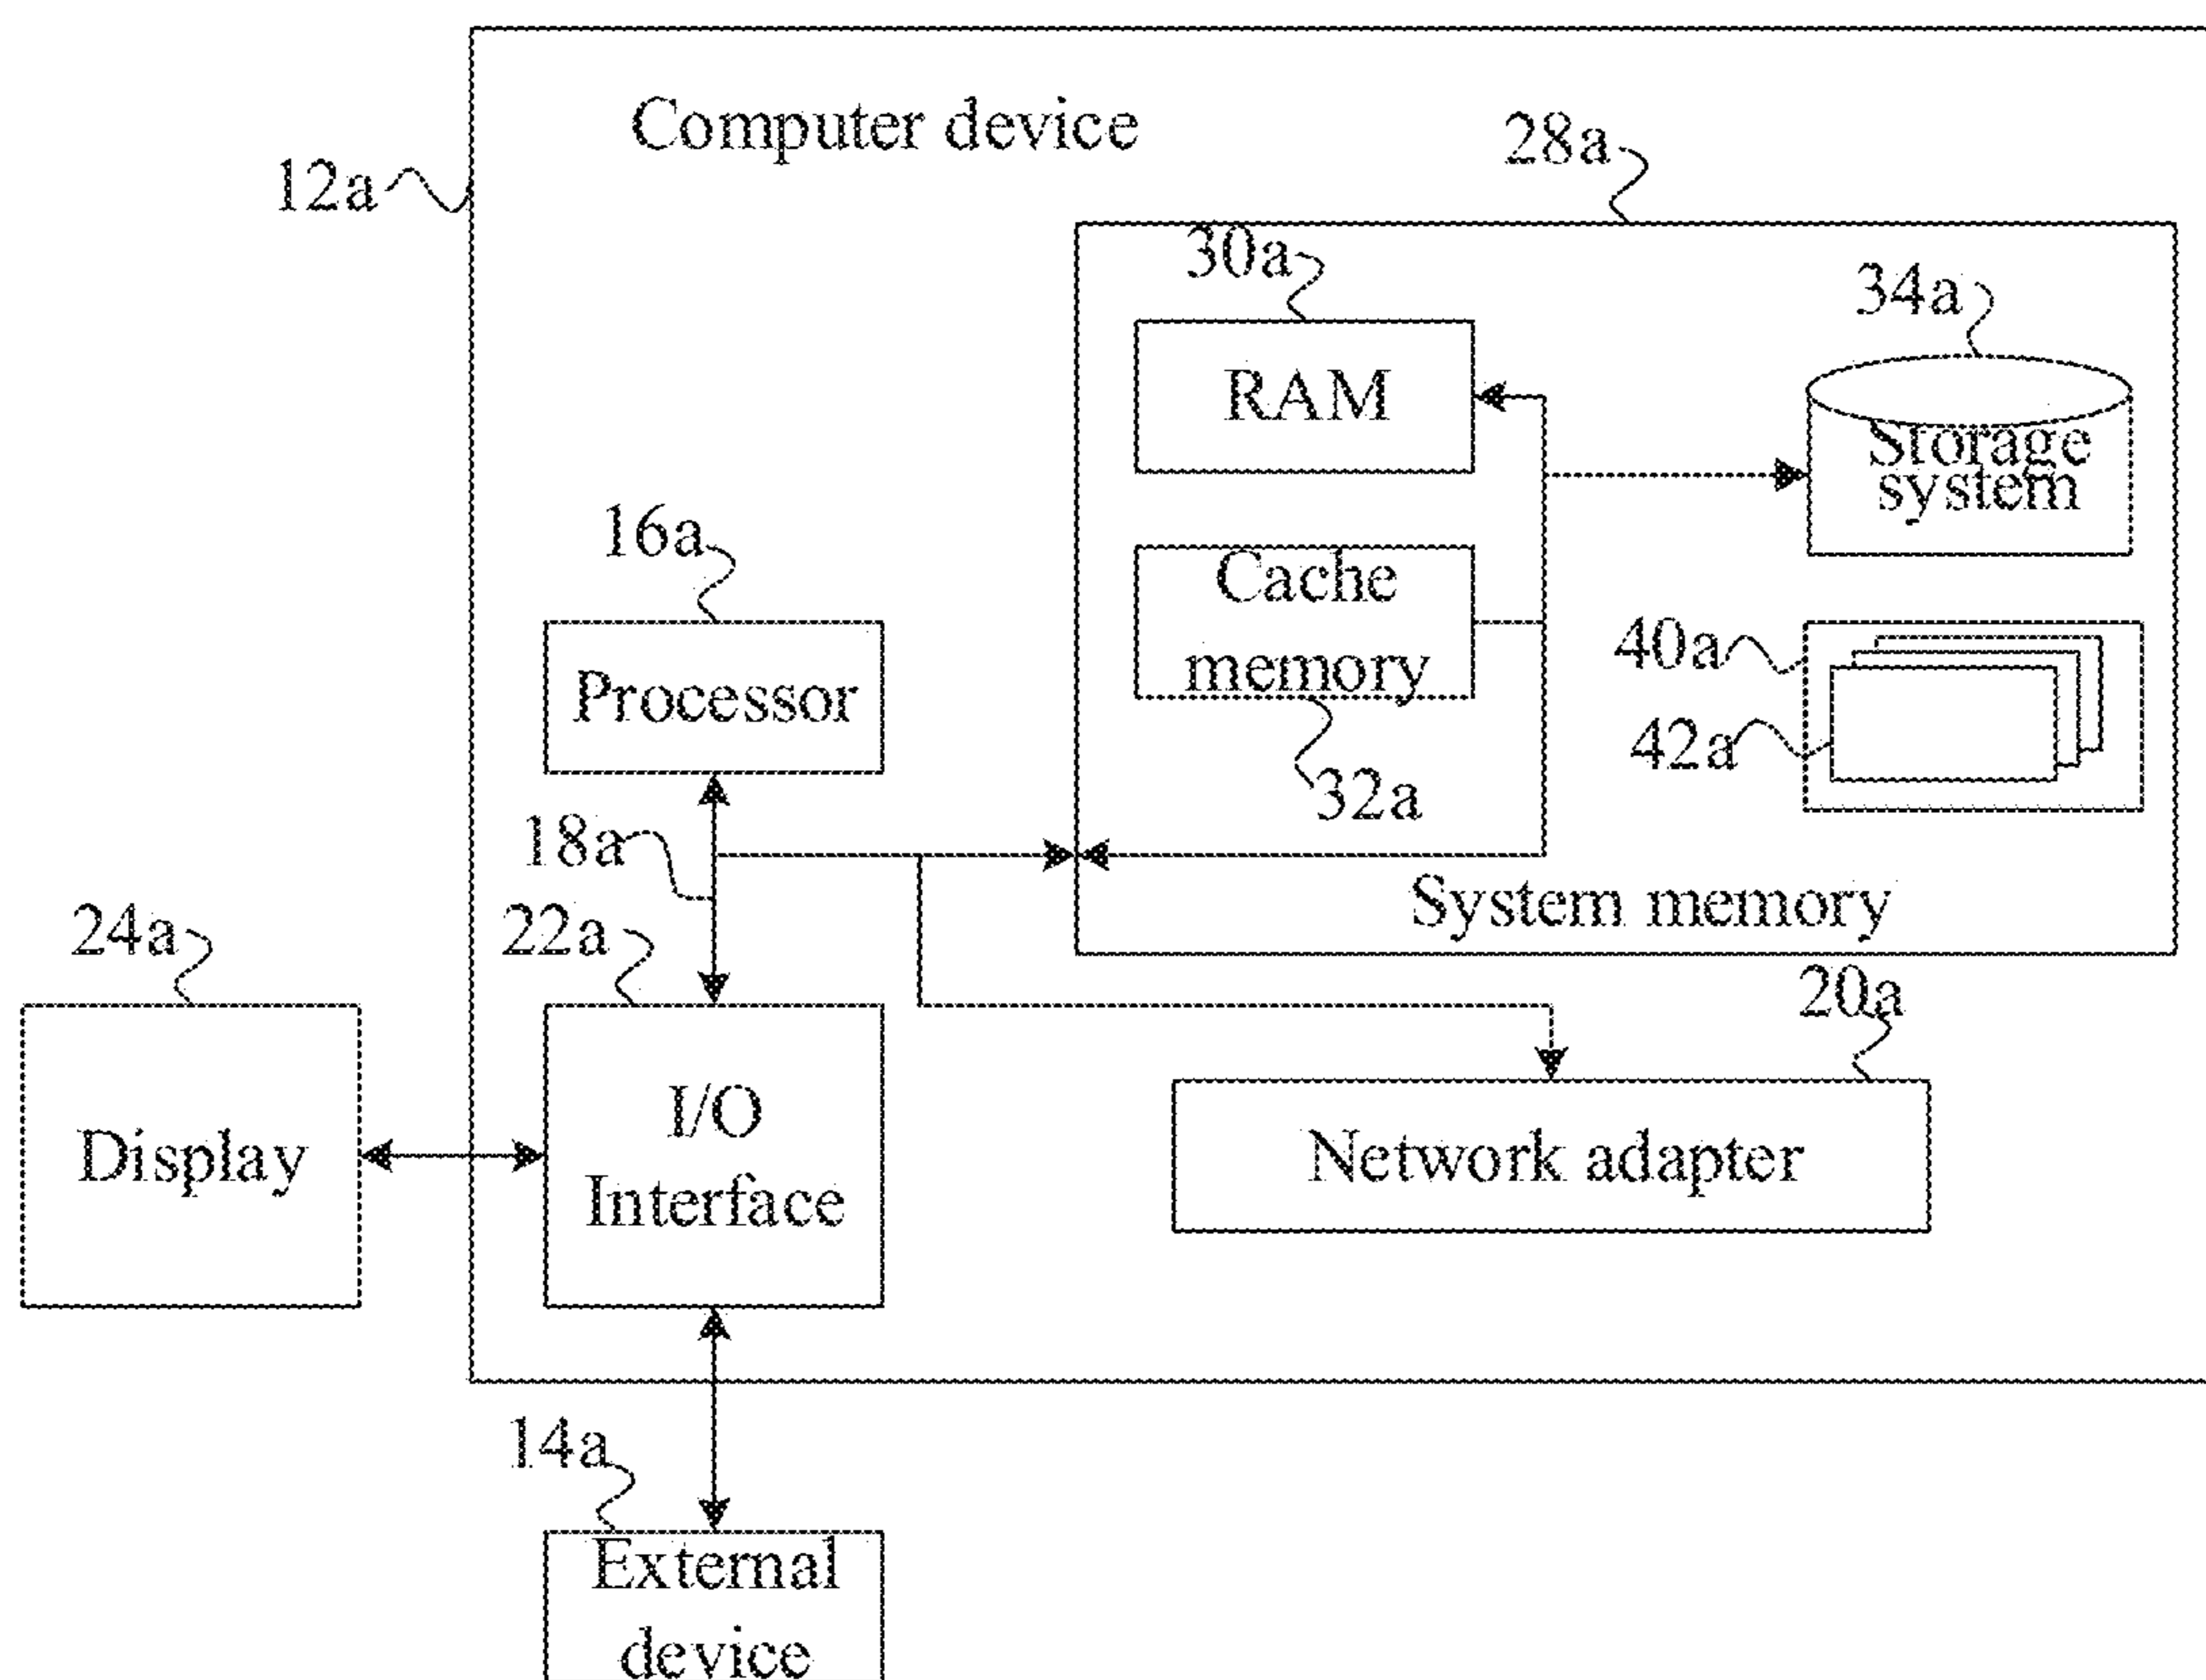 Computer device
12a
28a
30a
34a
RAM
Storage
system
16a
Cache
memory
40a
Processor
42a
32a
18a
System memory
24a
22a
20a
Display
I/O
Interface
Network adapter
14a
External
device